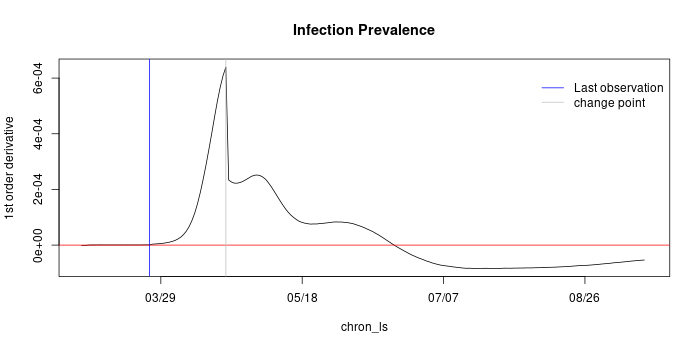 Infection Prevalence
1st order derivative
6e-04
4e-04
2e-04
0e+00
Last observation
change point
03/29
05/18
07/07
08/26
chron_ls